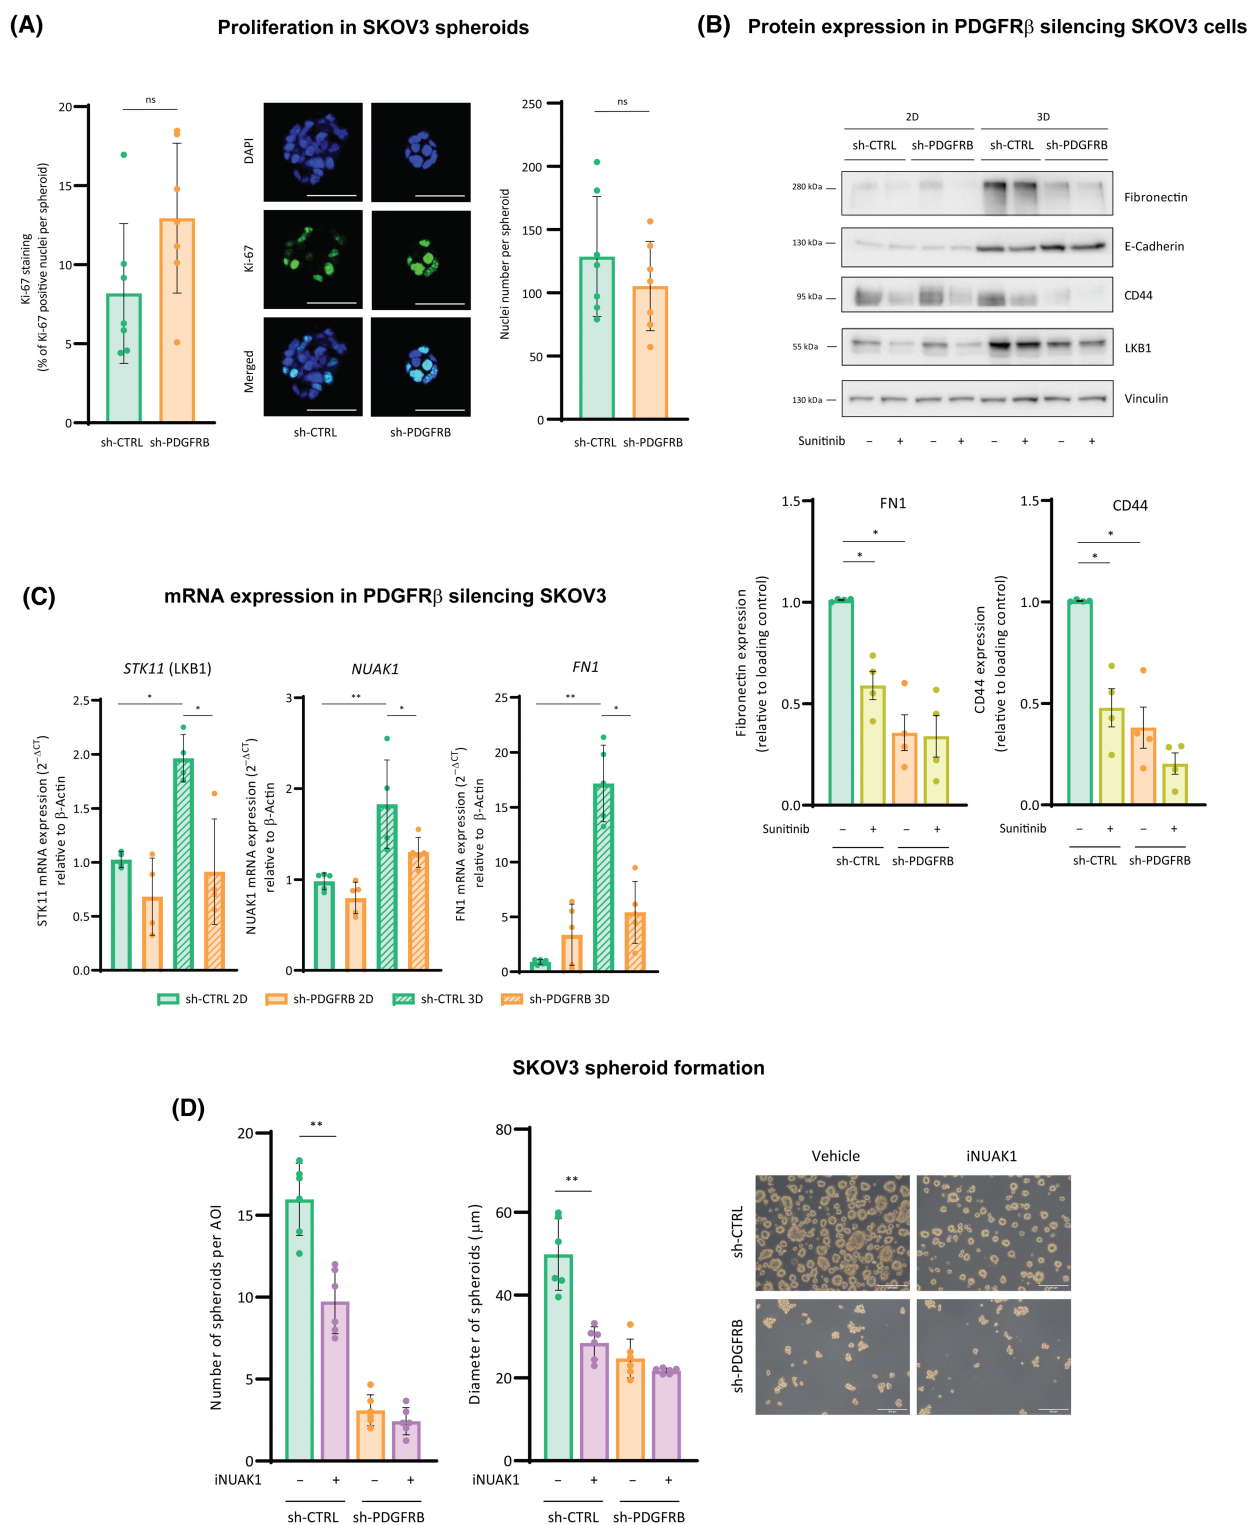 (A)
Proliferation in SKOV3 spheroids
Ki-67 staining
(% of Ki-67 positive nuclei per spheroid)
20
15
10
5
0
ns
sh-CTRL sh-PDGFRB
DAPI
Ki-67
Merged
sh-CTRL
sh-PDGFRB
Nuclei number per spheroid
250
200
150
100
50
0
ns
sh-CTRL sh-PDGFRB
(B)
Protein expression in PDGFRβ silencing SKOV3 cells
2D
3D
sh-CTRL
sh-PDGFRB
sh-CTRL
sh-PDGFRB
280 kDa
Fibronectin
130 kDa
E-Cadherin
95 kDa
CD44
55 kDa
LKB1
130 kDa
Vinculin
Sunitinib – + – + – + – +
FN1
Fibronectin expression
(relative to loading control)
1.5
1.0
0.5
0.0
*
*
Sunitinib – + – +
sh-CTRL
sh-PDGFRB
CD44
CD44 expression
(relative to loading control)
1.5
1.0
0.5
0.0
*
*
Sunitinib – + – +
sh-CTRL
sh-PDGFRB
(C)
mRNA expression in PDGFRβ silencing SKOV3
STK11 (LKB1)
STK11 mRNA expression (2−ΔCT)
relative to β-Actin
2.5
2.0
1.5
1.0
0.5
0.0
*
*
NUAK1
NUAK1 mRNA expression (2−ΔCT)
relative to β-Actin
3
2
1
0
**
*
FN1
FN1 mRNA expression (2−ΔCT)
relative to β-Actin
25
20
15
10
5
0
**
*
sh-CTRL 2D
sh-PDGFRB 2D
sh-CTRL 3D
sh-PDGFRB 3D
SKOV3 spheroid formation
(D)
Number of spheroids per AOI
20
15
10
5
0
**
iNUAK1 – + – +
sh-CTRL
sh-PDGFRB
Diameter of spheroids (μm)
80
60
40
20
0
**
iNUAK1 – + – +
sh-CTRL
sh-PDGFRB
Vehicle
iNUAK1
sh-CTRL
sh-PDGFRB